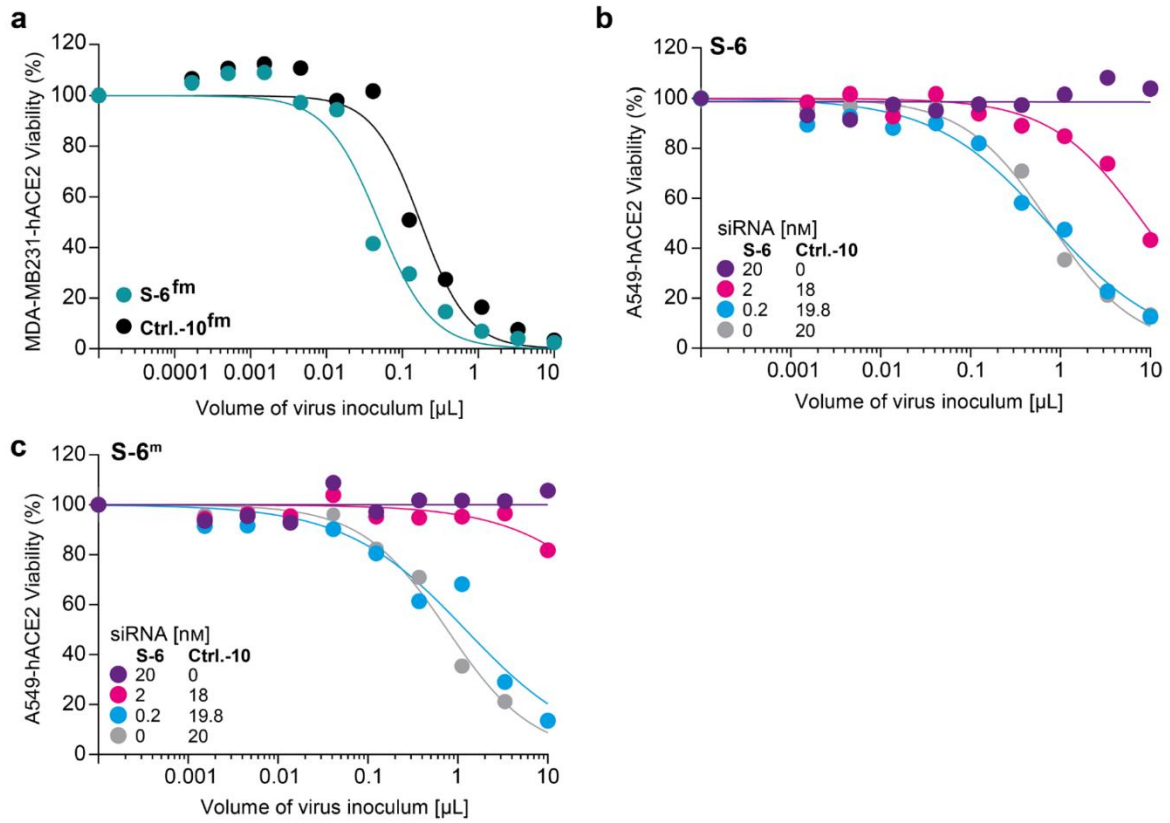 a
MDA-MB231-hACE2 Viability (%)
120
100
80
60
40
20
0
S-6fm
Ctrl.-10fm
0.0001 0.001 0.01 0.1 1 10
Volume of virus inoculum [µL]
b
S-6
A549-hACE2 Viability (%)
120
100
80
60
40
20
0
siRNA [nM]
S-6 Ctrl.-10
20 0
2 18
0.2 19.8
0 20
0.001 0.01 0.1 1 10
Volume of virus inoculum [µL]
c
S-6m
A549-hACE2 Viability (%)
120
100
80
60
40
20
0
siRNA [nM]
S-6 Ctrl.-10
20 0
2 18
0.2 19.8
0 20
0.001 0.01 0.1 1 10
Volume of virus inoculum [µL]